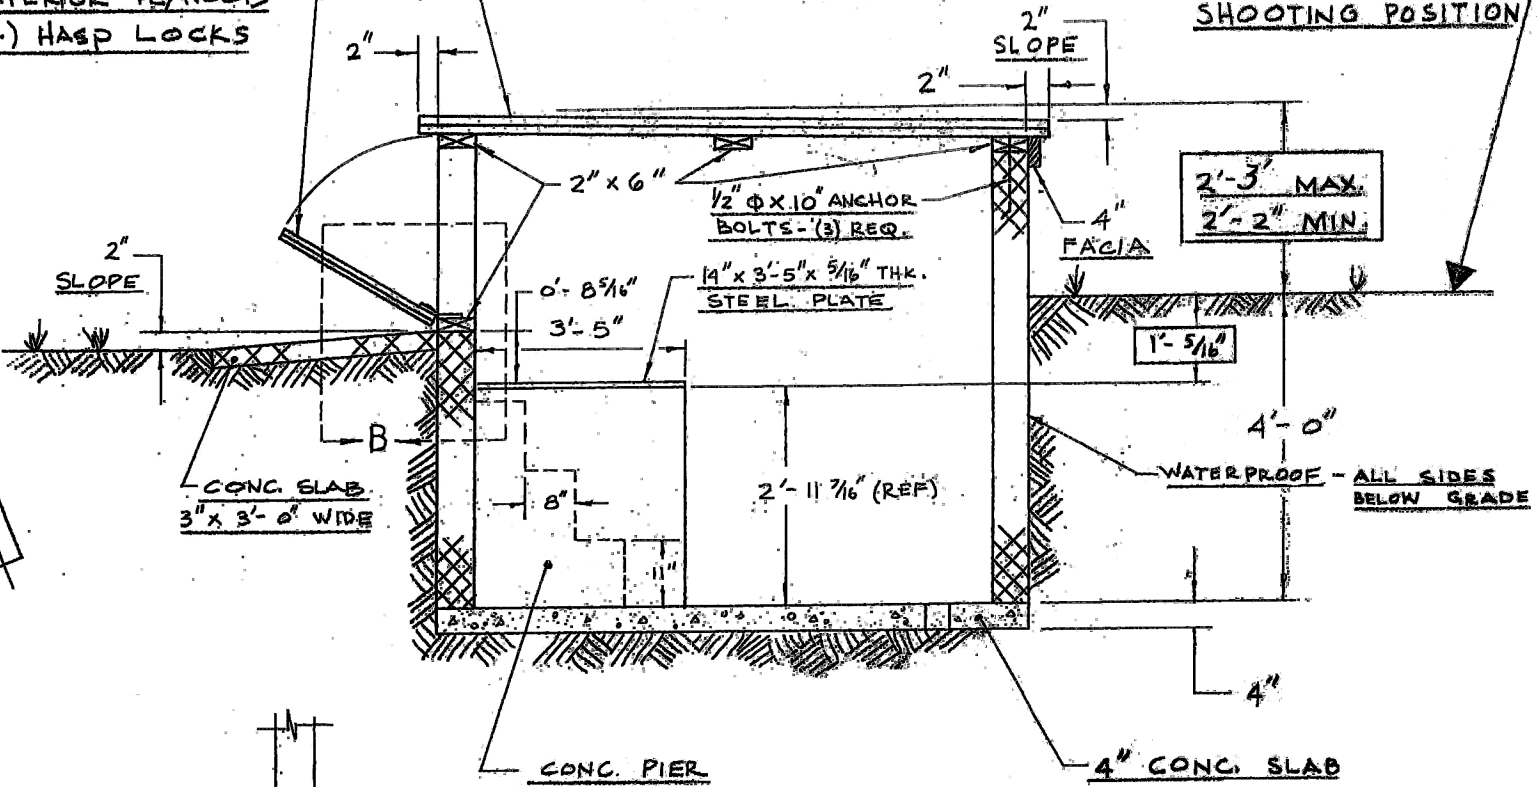 .) HASP LOCKS
2"
2"
SLOPE
2"
SHOOTING POSITION
2" x 6"
1/2" Φ X 10" ANCHOR
BOLTS-(3) REQ.
4"
FACIA
2'-3" MAX.
2'-2" MIN.
2"
SLOPE
14" x 3'-5" x 5/16" THK.
STEEL PLATE
0'-8 5/16"
3'-5"
1'-5/16"
B
4'-0"
CONC. SLAB
3" x 3'-0" WIDE
8"
2'-11 7/16" (REF)
WATERPROOF - ALL SIDES
BELOW GRADE
11"
4"
CONC. PIER
4" CONC. SLAB